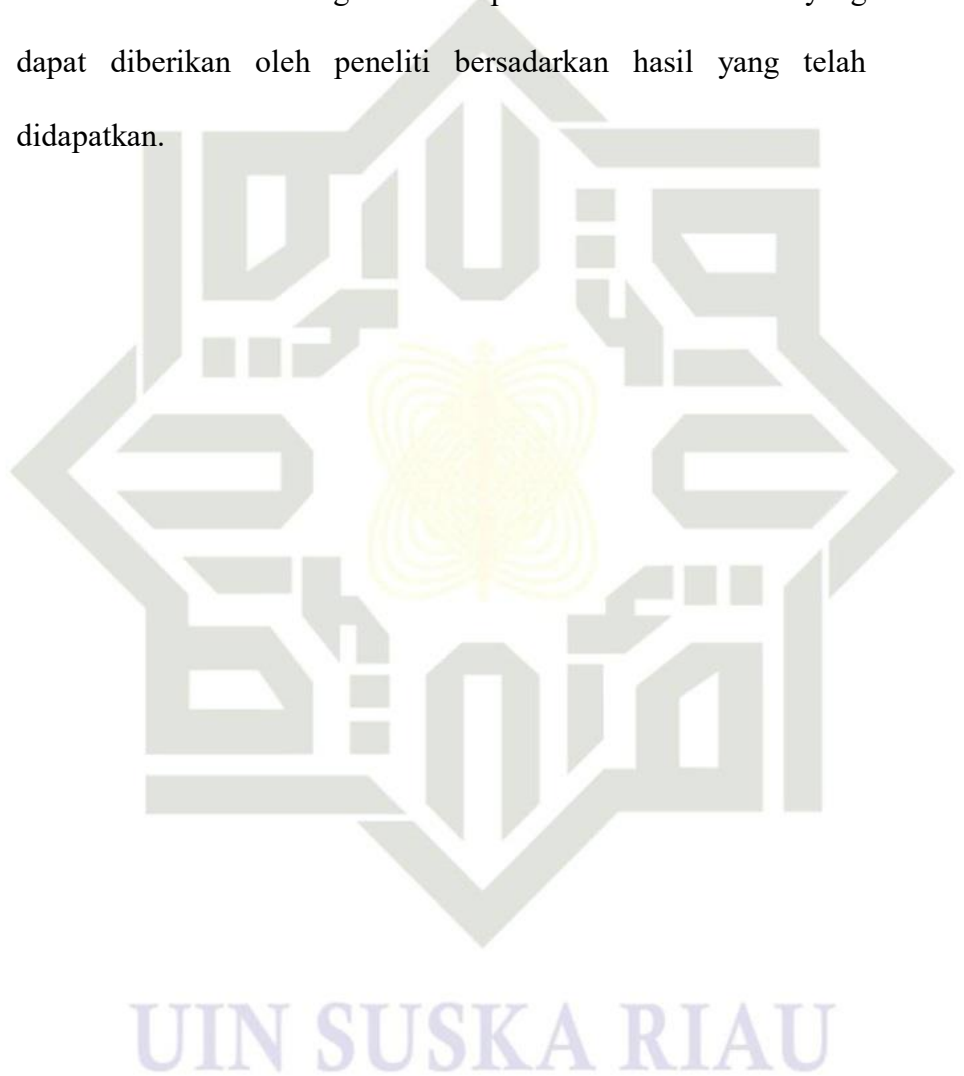 dapat diberikan oleh peneliti bersadarkan hasil yang telah
didapatkan.
UIN SUSKA RIAU